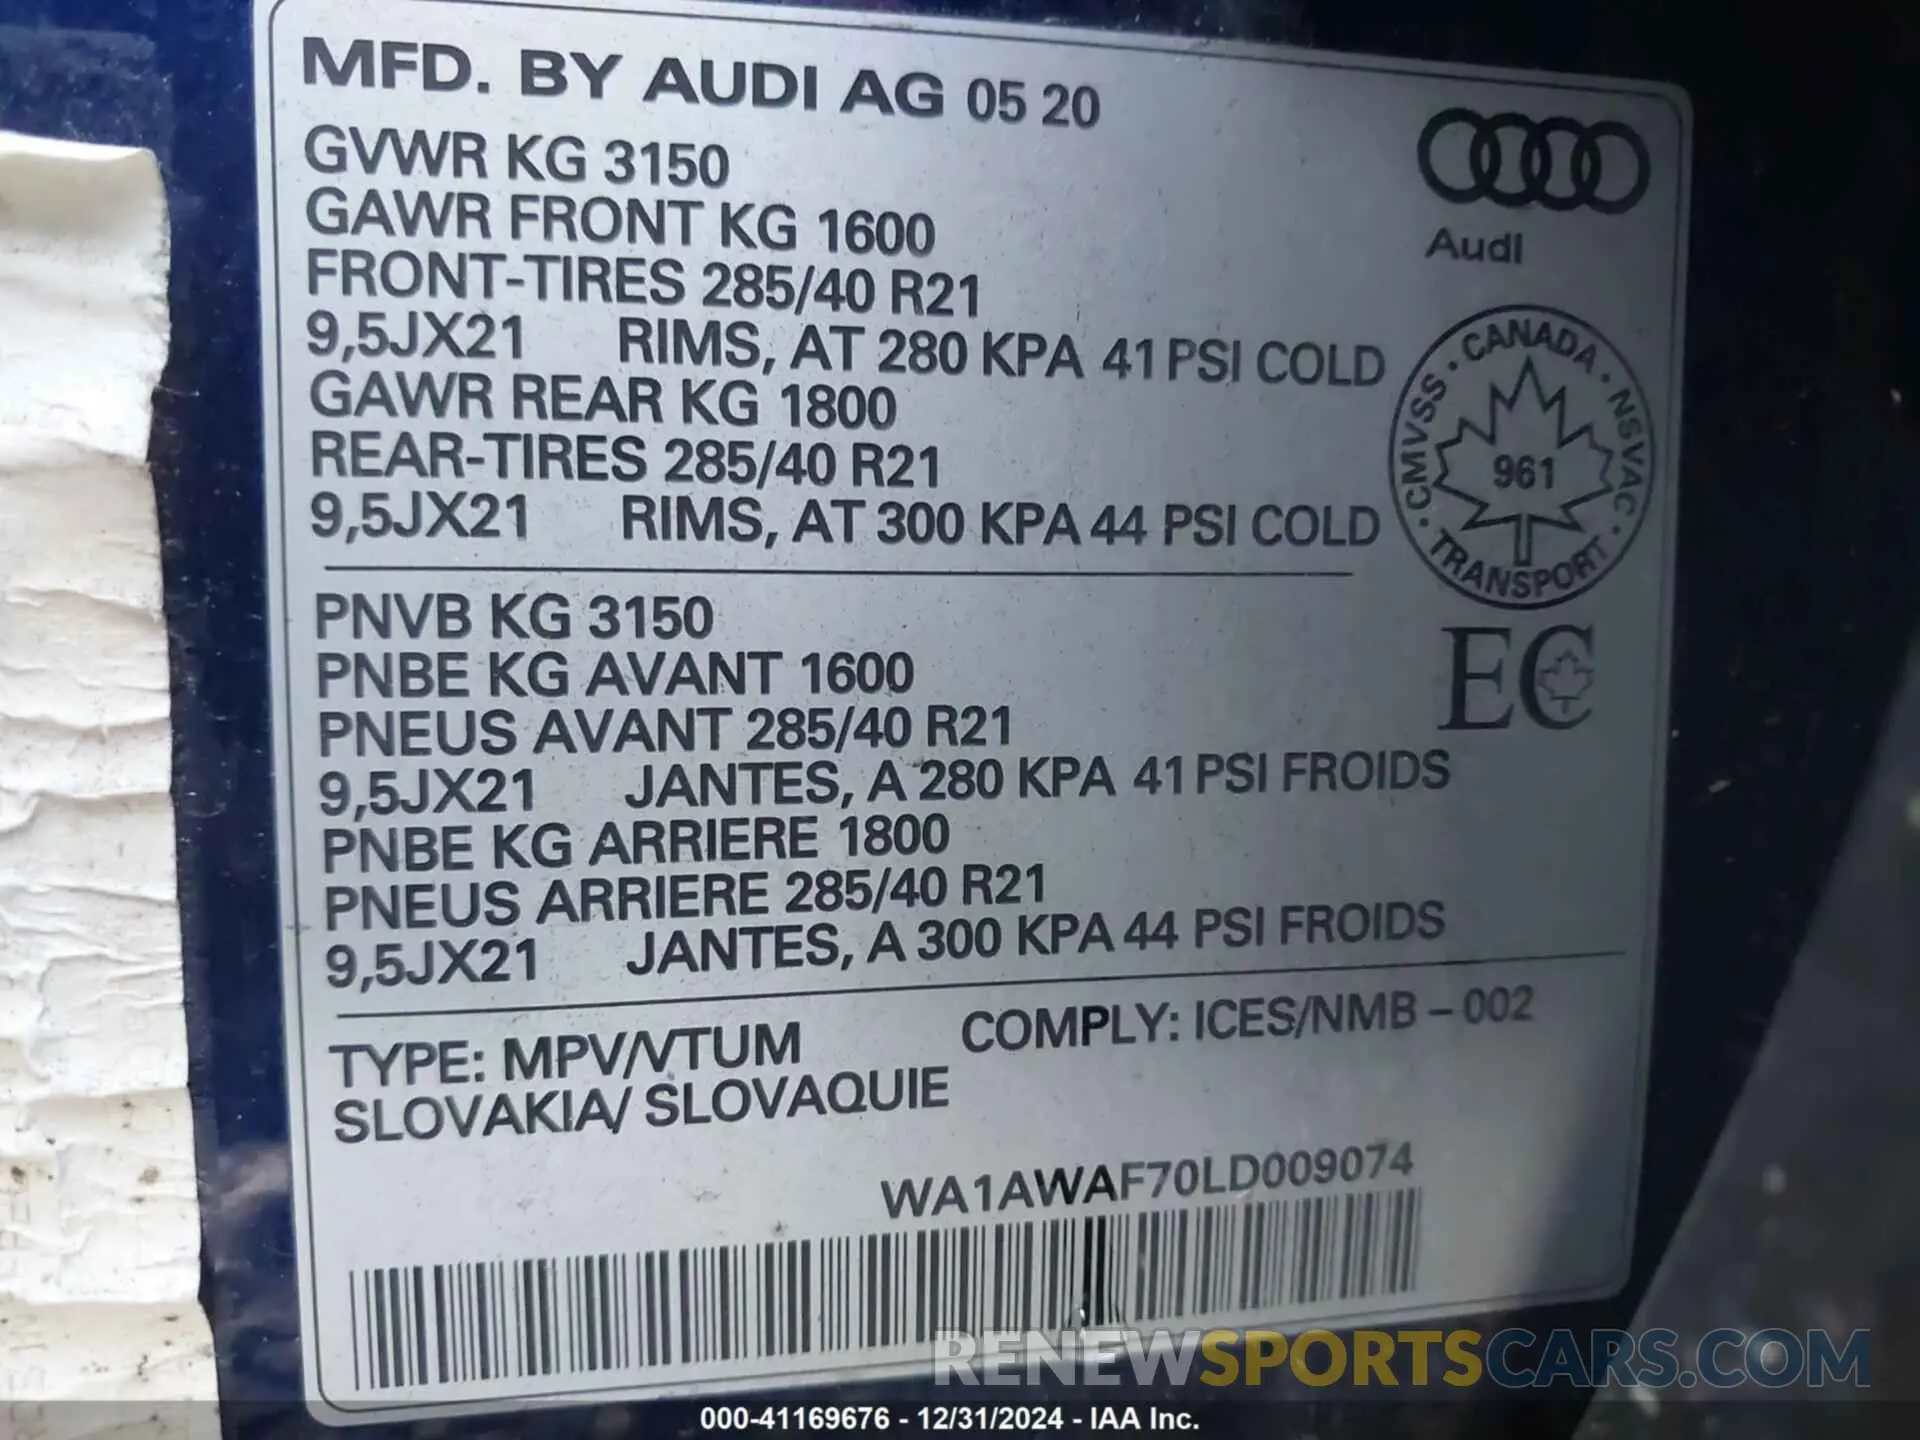 MFD. BY AUDI AG 05 20
GVWR KG 3150
GAWR FRONT KG 1600
FRONT-TIRES 285/40 R21
9,5JX21 RIMS, AT 280 KPA 41 PSI COLD
GAWR REAR KG 1800
REAR-TIRES 285/40 R21
9,5JX21 RIMS, AT 300 KPA 44 PSI COLD
Audi
CANADA · NSVAC · TRANSPORT · CMVSS ·
961
EC
PNVB KG 3150
PNBE KG AVANT 1600
PNEUS AVANT 285/40 R21
9,5JX21 JANTES, A 280 KPA 41 PSI FROIDS
PNBE KG ARRIERE 1800
PNEUS ARRIERE 285/40 R21
9,5JX21 JANTES, A 300 KPA 44 PSI FROIDS
TYPE: MPV/VTUM COMPLY: ICES/NMB – 002
SLOVAKIA/ SLOVAQUIE
WA1AWAF70LD009074
RENEWSPORTSCARS.COM
000-41169676 - 12/31/2024 - IAA Inc.